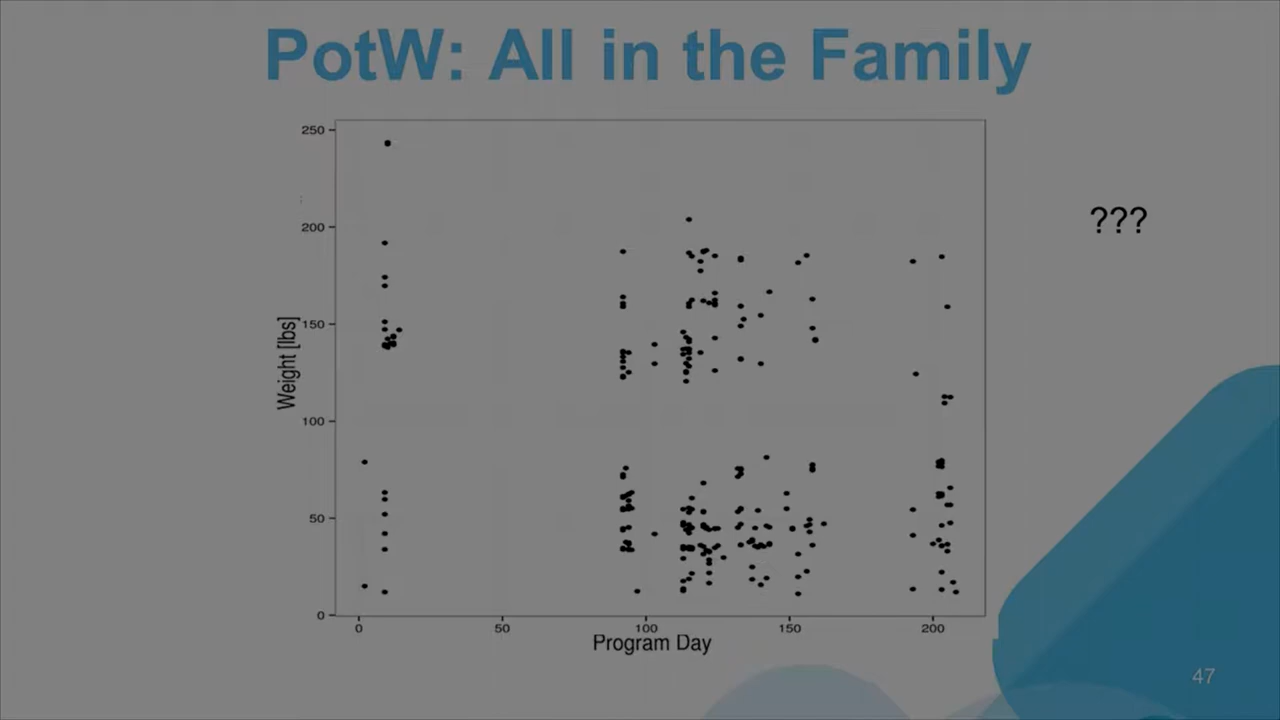 PotW: All in the Family
???
Weight [lbs]
250
200
150
100
50
0
0 50 100 150 200
Program Day
47